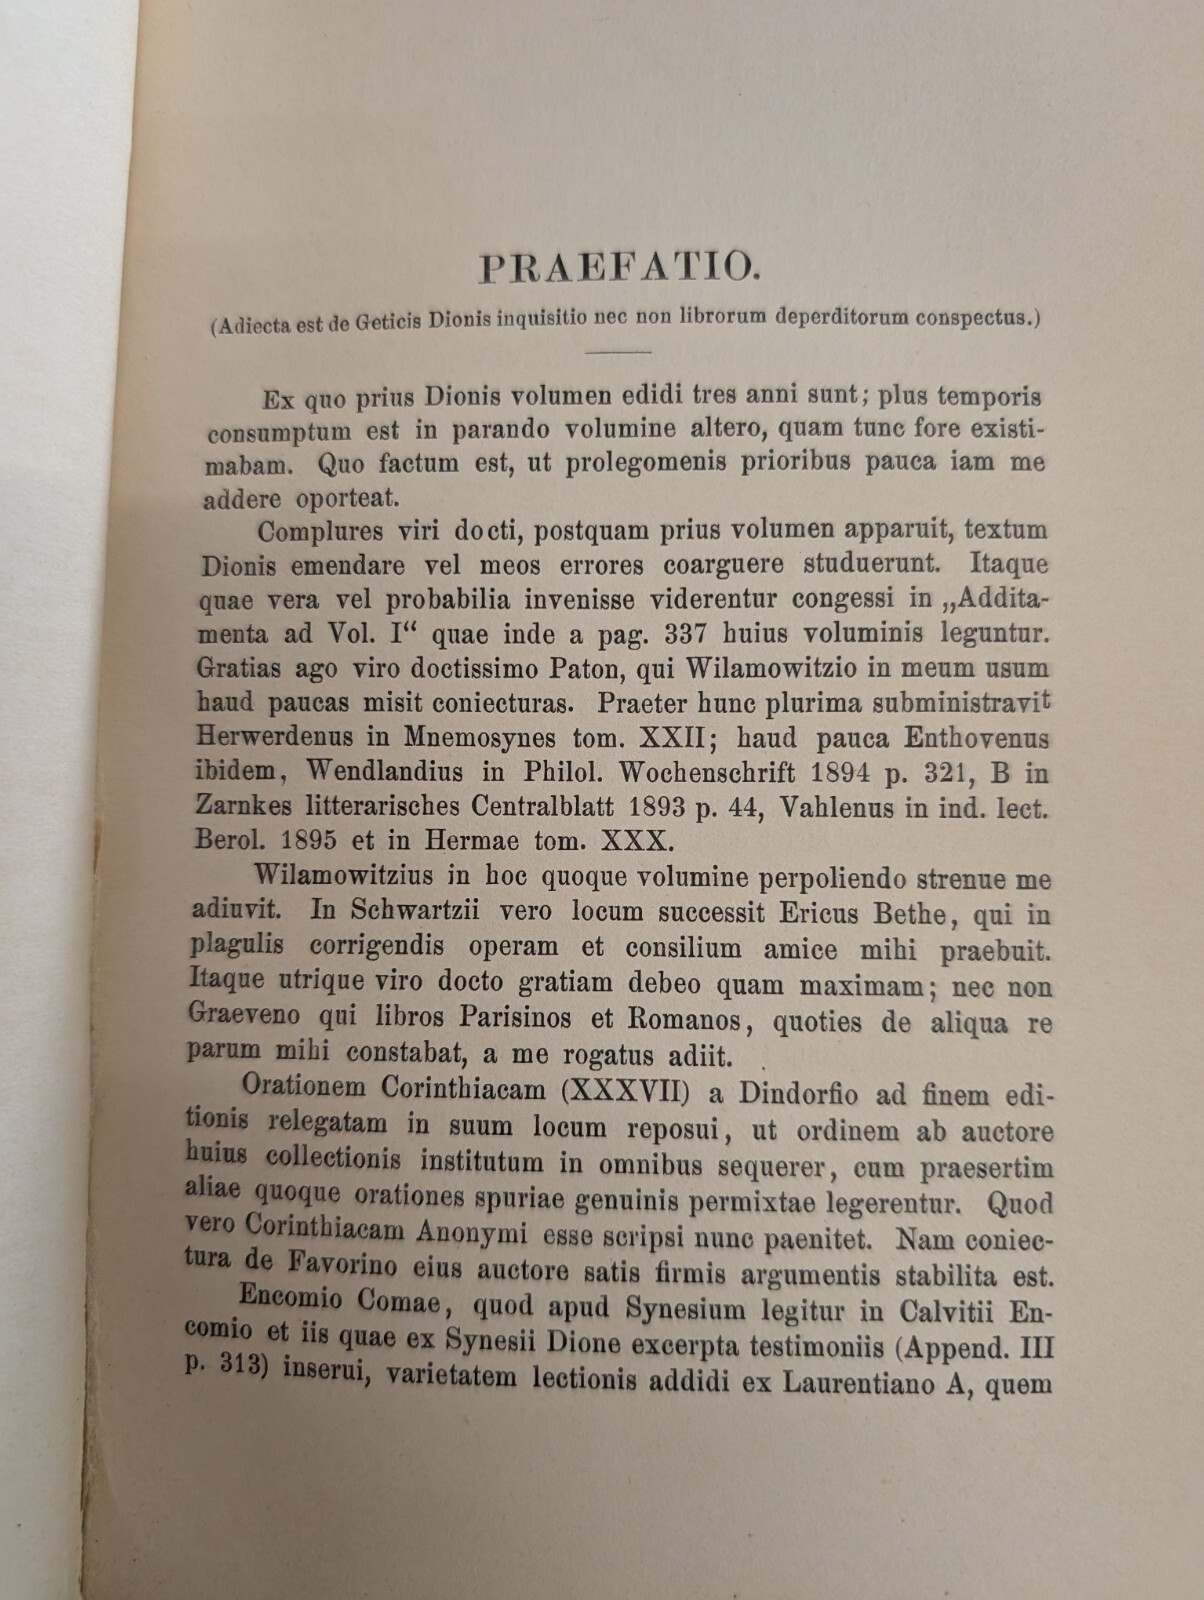 PRAEFATIO.
(Adiecta est de Geticis Dionis inquisitio nec non librorum deperditorum conspectus.)
Ex quo prius Dionis volumen edidi tres anni sunt; plus temporis
consumptum est in parando volumine altero, quam tunc fore existi-
mabam. Quo factum est, ut prolegomenis prioribus pauca iam me
addere oporteat.
Complures viri docti, postquam prius volumen apparuit, textum
Dionis emendare vel meos errores coarguere studuerunt. Itaque
quae vera vel probabilia invenisse viderentur congessi in „Addita-
menta ad Vol. I“ quae inde a pag. 337 huius voluminis leguntur.
Gratias ago viro doctissimo Paton, qui Wilamowitzio in meum usum
haud paucas misit coniecturas. Praeter hunc plurima subministravit
Herwerdenus in Mnemosynes tom. XXII; haud pauca Enthovenus
ibidem, Wendlandius in Philol. Wochenschrift 1894 p. 321, B in
Zarnkes litterarisches Centralblatt 1893 p. 44, Vahlenus in ind. lect.
Berol. 1895 et in Hermae tom. XXX.
Wilamowitzius in hoc quoque volumine perpoliendo strenue me
adiuvit. In Schwartzii vero locum successit Ericus Bethe, qui in
plagulis corrigendis operam et consilium amice mihi praebuit.
Itaque utrique viro docto gratiam debeo quam maximam; nec non
Graeveno qui libros Parisinos et Romanos, quoties de aliqua re
parum mihi constabat, a me rogatus adiit.
Orationem Corinthiacam (XXXVII) a Dindorfio ad finem edi-
tionis relegatam in suum locum reposui, ut ordinem ab auctore
huius collectionis institutum in omnibus sequerer, cum praesertim
aliae quoque orationes spuriae genuinis permixtae legerentur. Quod
vero Corinthiacam Anonymi esse scripsi nunc paenitet. Nam coniec-
tura de Favorino eius auctore satis firmis argumentis stabilita est.
Encomio Comae, quod apud Synesium legitur in Calvitii En-
comio et iis quae ex Synesii Dione excerpta testimoniis (Append. III
p. 313) inserui, varietatem lectionis addidi ex Laurentiano A, quem